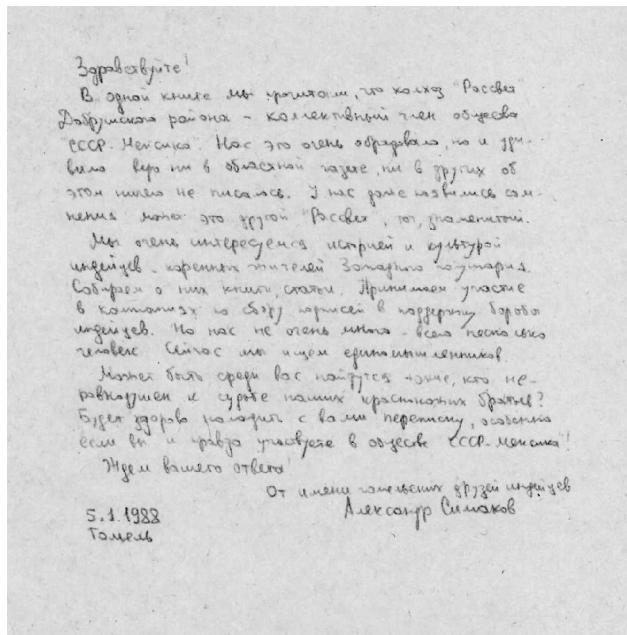 Здравствуйте!
В одной книге мы прочитали, что колхоз "Рассвет"
Добрушского района - коллективный член общества
"СССР-Мексика". Нас это очень обрадовало, но и уди-
вило ведь ни в областной газете, ни в других об
этом ничего не писалось. У нас даже появились сом-
нения может это другой "Рассвет", тот, знаменитый.
Мы очень интересуемся историей и культурой
индейцев - коренных жителей Западного полушария.
Собираем о них книги, статьи. Принимаем участие
в кампаниях по сбору подписей в поддержку борьбы
индейцев. Но нас не очень много - всего несколько
человек. Сейчас мы ищем единомышленников.
Может быть среди вас найдутся такие, кто не-
равнодушен к судьбе наших краснокожих братьев?
Будет здорово наладить с вами переписку, особенно
если вы и правда участвуете в обществе "СССР-Мексика"!
Ждем вашего ответа!
От имени гомельских друзей индейцев
Александр Симаков
5.1.1988
Гомель